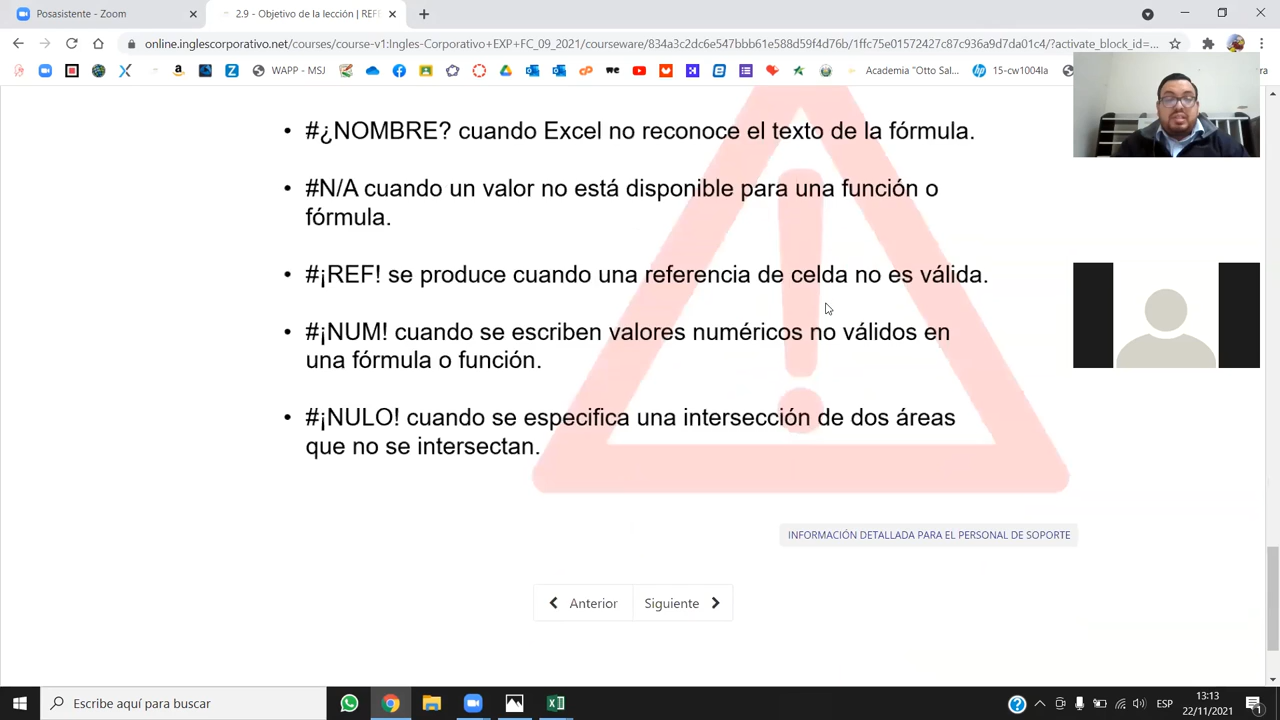 Posasistente - Zoom
2.9 - Objetivo de la lección | REF
online.inglescorporativo.net/courses/course-v1:Ingles-Corporativo+EXP+FC_09_2021/courseware/834a3c2dc6e547bbb61e588d59f4d76b/1ffc75e01572427c87c936a9d7da01c4/?activate_block_id=...
WAPP - MSJ
Academia "Otto Sal...
15-cw1004la
• #¿NOMBRE? cuando Excel no reconoce el texto de la fórmula.
• #N/A cuando un valor no está disponible para una función o
fórmula.
• #¡REF! se produce cuando una referencia de celda no es válida.
• #¡NUM! cuando se escriben valores numéricos no válidos en
una fórmula o función.
• #¡NULO! cuando se especifica una intersección de dos áreas
que no se intersectan.
INFORMACIÓN DETALLADA PARA EL PERSONAL DE SOPORTE
Anterior
Siguiente
Escribe aquí para buscar
ESP
13:13
22/11/2021